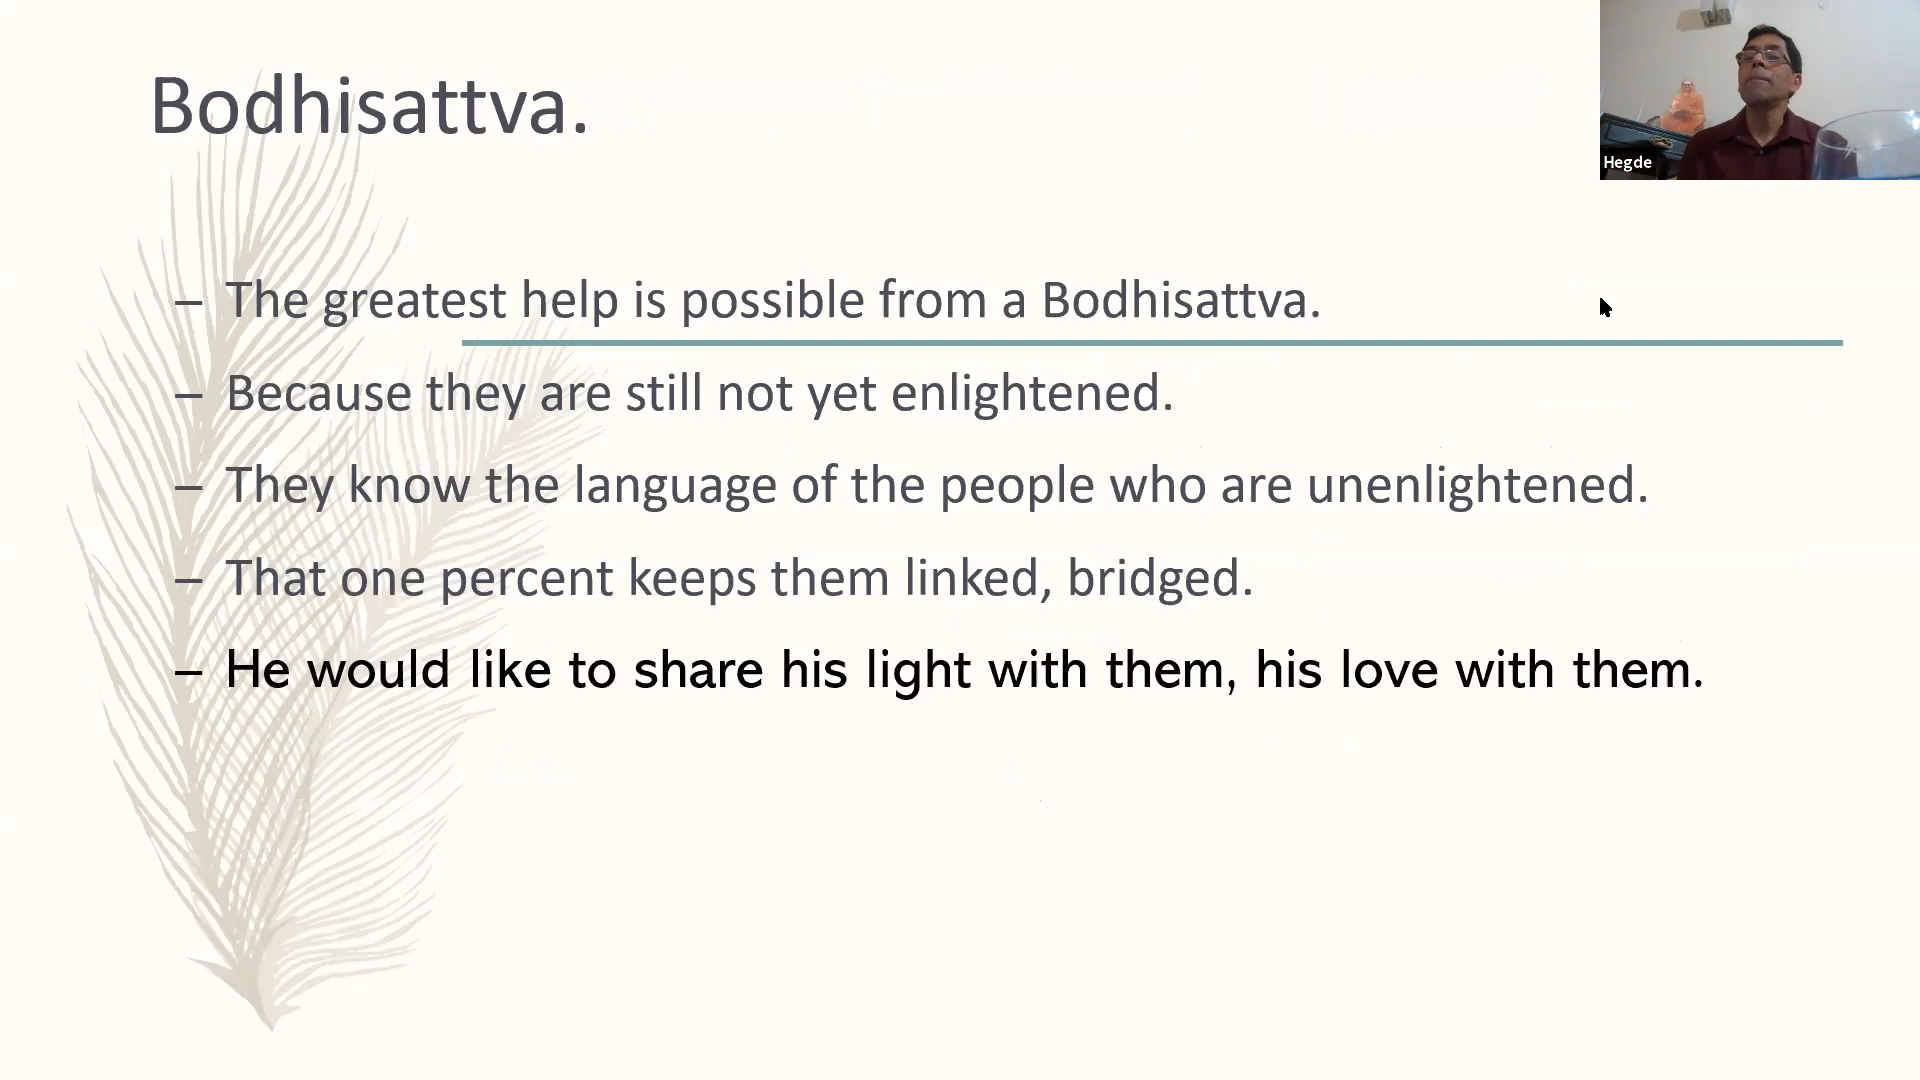 Bodhisattva.
Hegde
– The greatest help is possible from a Bodhisattva.
– Because they are still not yet enlightened.
– They know the language of the people who are unenlightened.
– That one percent keeps them linked, bridged.
– He would like to share his light with them, his love with them.